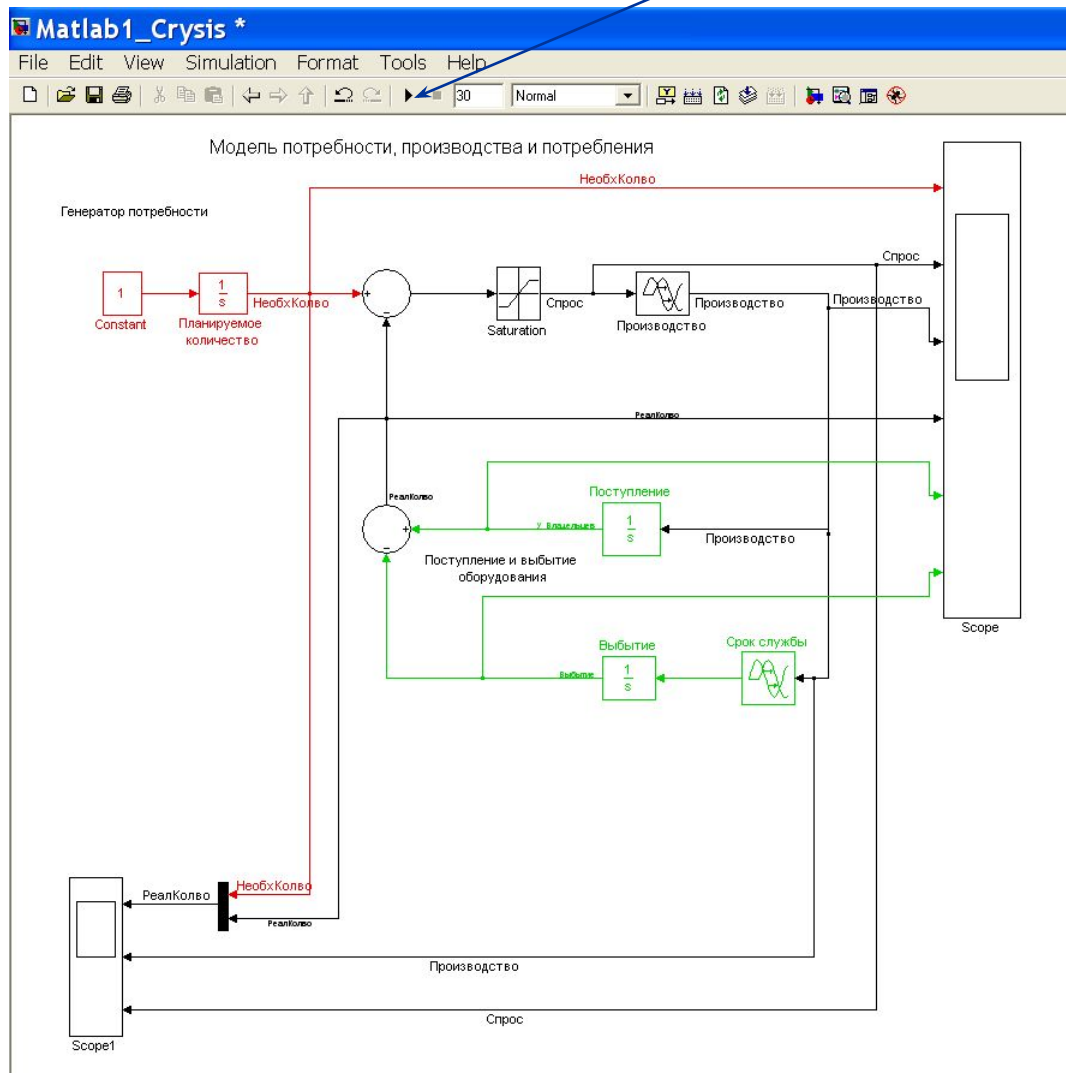 Matlab1_Crysis *
File Edit View Simulation Format Tools Help
30 Normal
Модель потребности, производства и потребления
НеобхКолво
Генератор потребности
Спрос
1
1
s
НеобхКолво
Constant
Планируемое
количество
+
−
Saturation
Спрос
Производство
Производство
Производство
РеалКолво
РеалКолво
Поступление
1
s
У Владельцев
+
−
Производство
Поступление и выбытие
оборудования
Scope
Выбытие
Срок службы
1
s
Выбытие
НеобхКолво
РеалКолво
РеалКолво
Производство
Спрос
Scope1